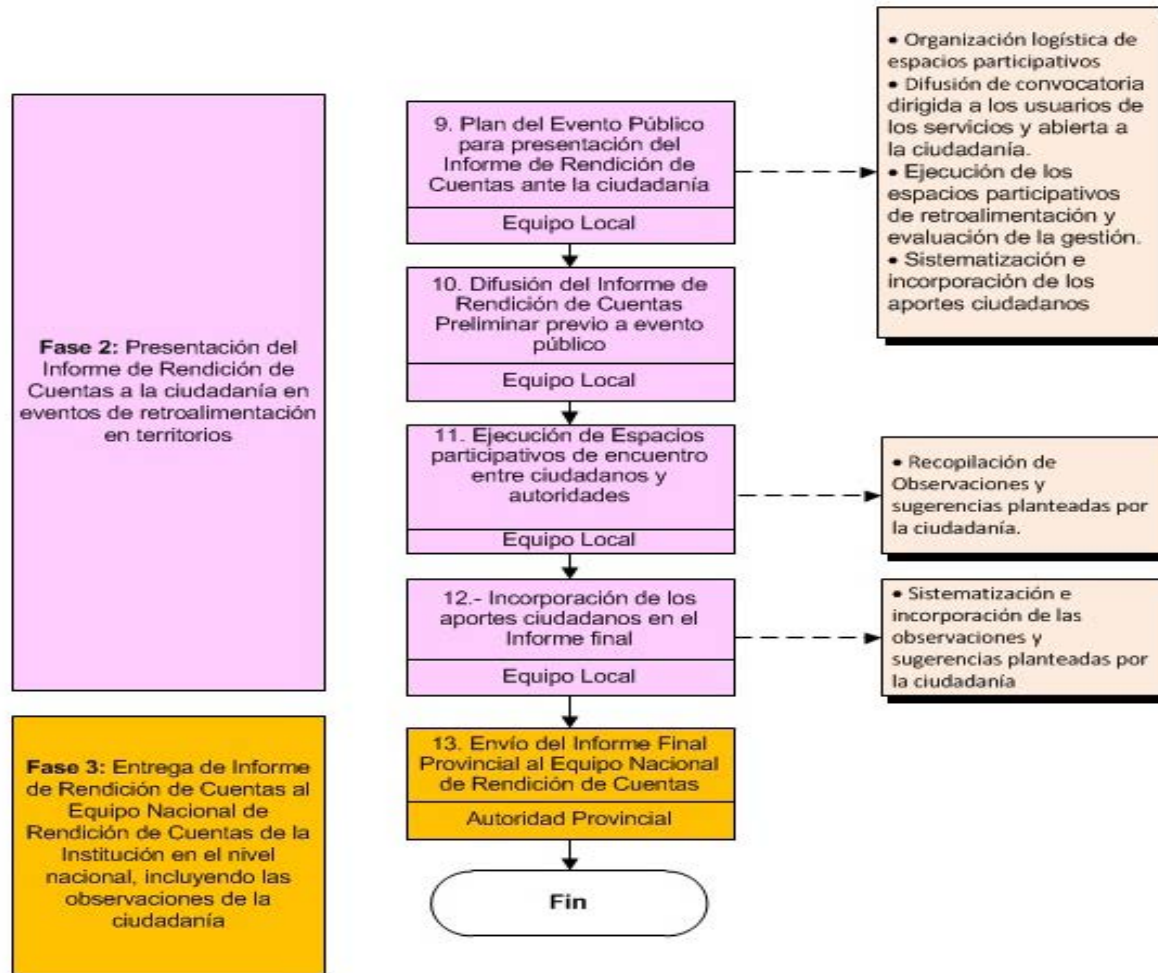 Fase 2: Presentación del
Informe de Rendición de
Cuentas a la ciudadanía en
eventos de retroalimentación
en territorios
9. Plan del Evento Público
para presentación del
Informe de Rendición de
Cuentas ante la ciudadanía
Equipo Local
• Organización logística de
espacios participativos
• Difusión de convocatoria
dirigida a los usuarios de
los servicios y abierta a
la ciudadanía.
• Ejecución de los
espacios participativos
de retroalimentación y
evaluación de la gestión.
• Sistematización e
incorporación de los
aportes ciudadanos
10. Difusión del Informe de
Rendición de Cuentas
Preliminar previo a evento
público
Equipo Local
11. Ejecución de Espacios
participativos de encuentro
entre ciudadanos y
autoridades
Equipo Local
• Recopilación de
Observaciones y
sugerencias planteadas por
la ciudadanía.
12.- Incorporación de los
aportes ciudadanos en el
Informe final
Equipo Local
• Sistematización e
incorporación de las
observaciones y
sugerencias planteadas por
la ciudadanía
Fase 3: Entrega de Informe
de Rendición de Cuentas al
Equipo Nacional de
Rendición de Cuentas de la
Institución en el nivel
nacional, incluyendo las
observaciones de la
ciudadanía
13. Envío del Informe Final
Provincial al Equipo Nacional
de Rendición de Cuentas
Autoridad Provincial
Fin